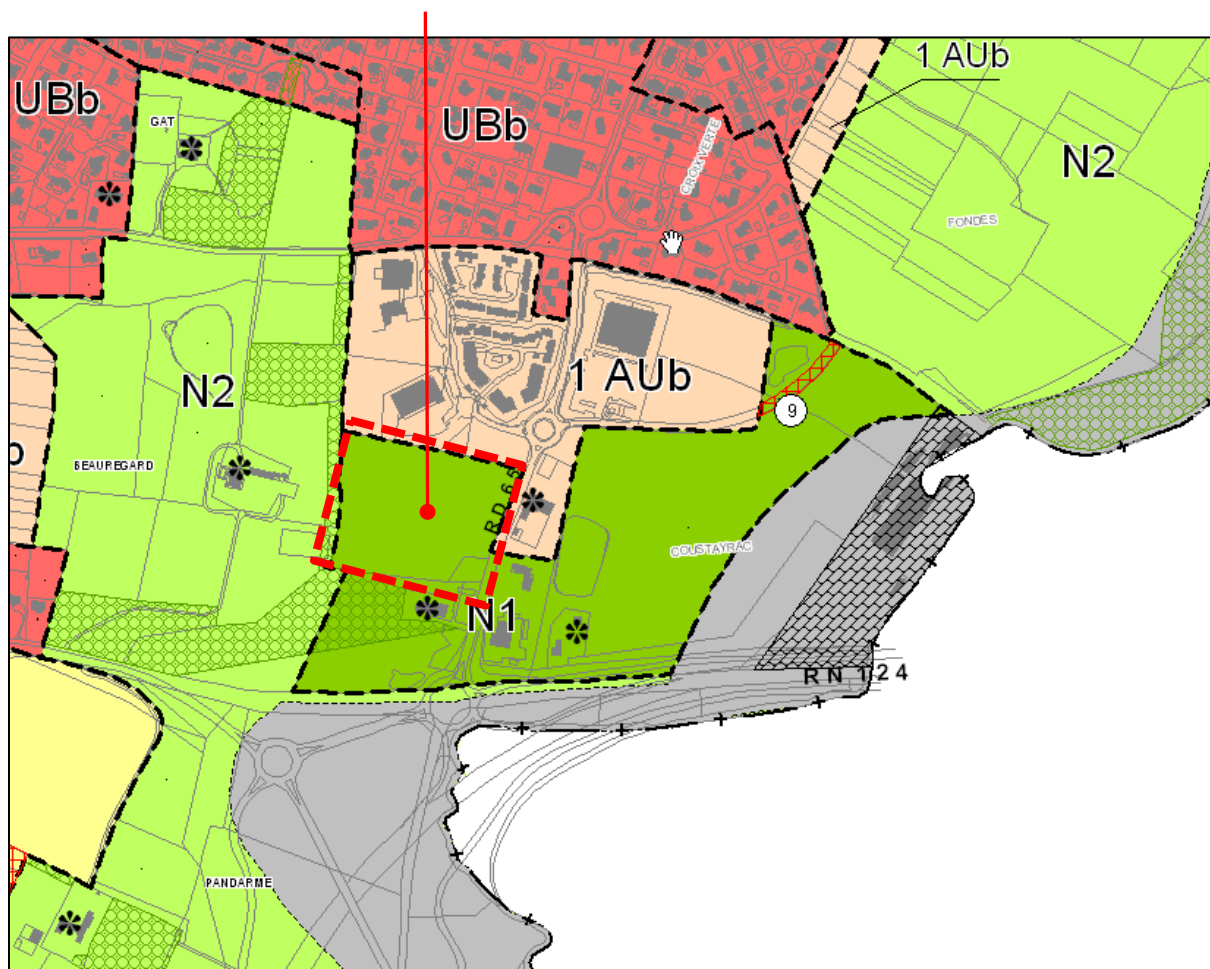 1 AUb
UBb
UBb
GAT
CROIX VERTE
N2
FONDES
1 AUb
N2
b
BEAUREGARD
9
RD 65
COUSTAYRAC
N1
RN 124
PANDARME